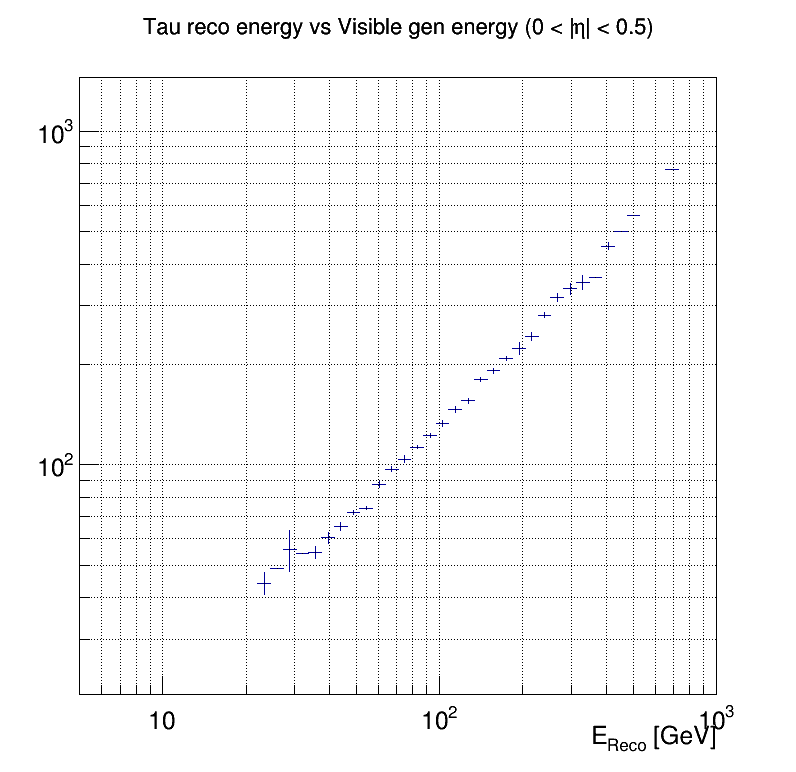 Tau reco energy vs Visible gen energy (0 < |η| < 0.5)
10³
10²
10 10² 10³
E_Reco [GeV]